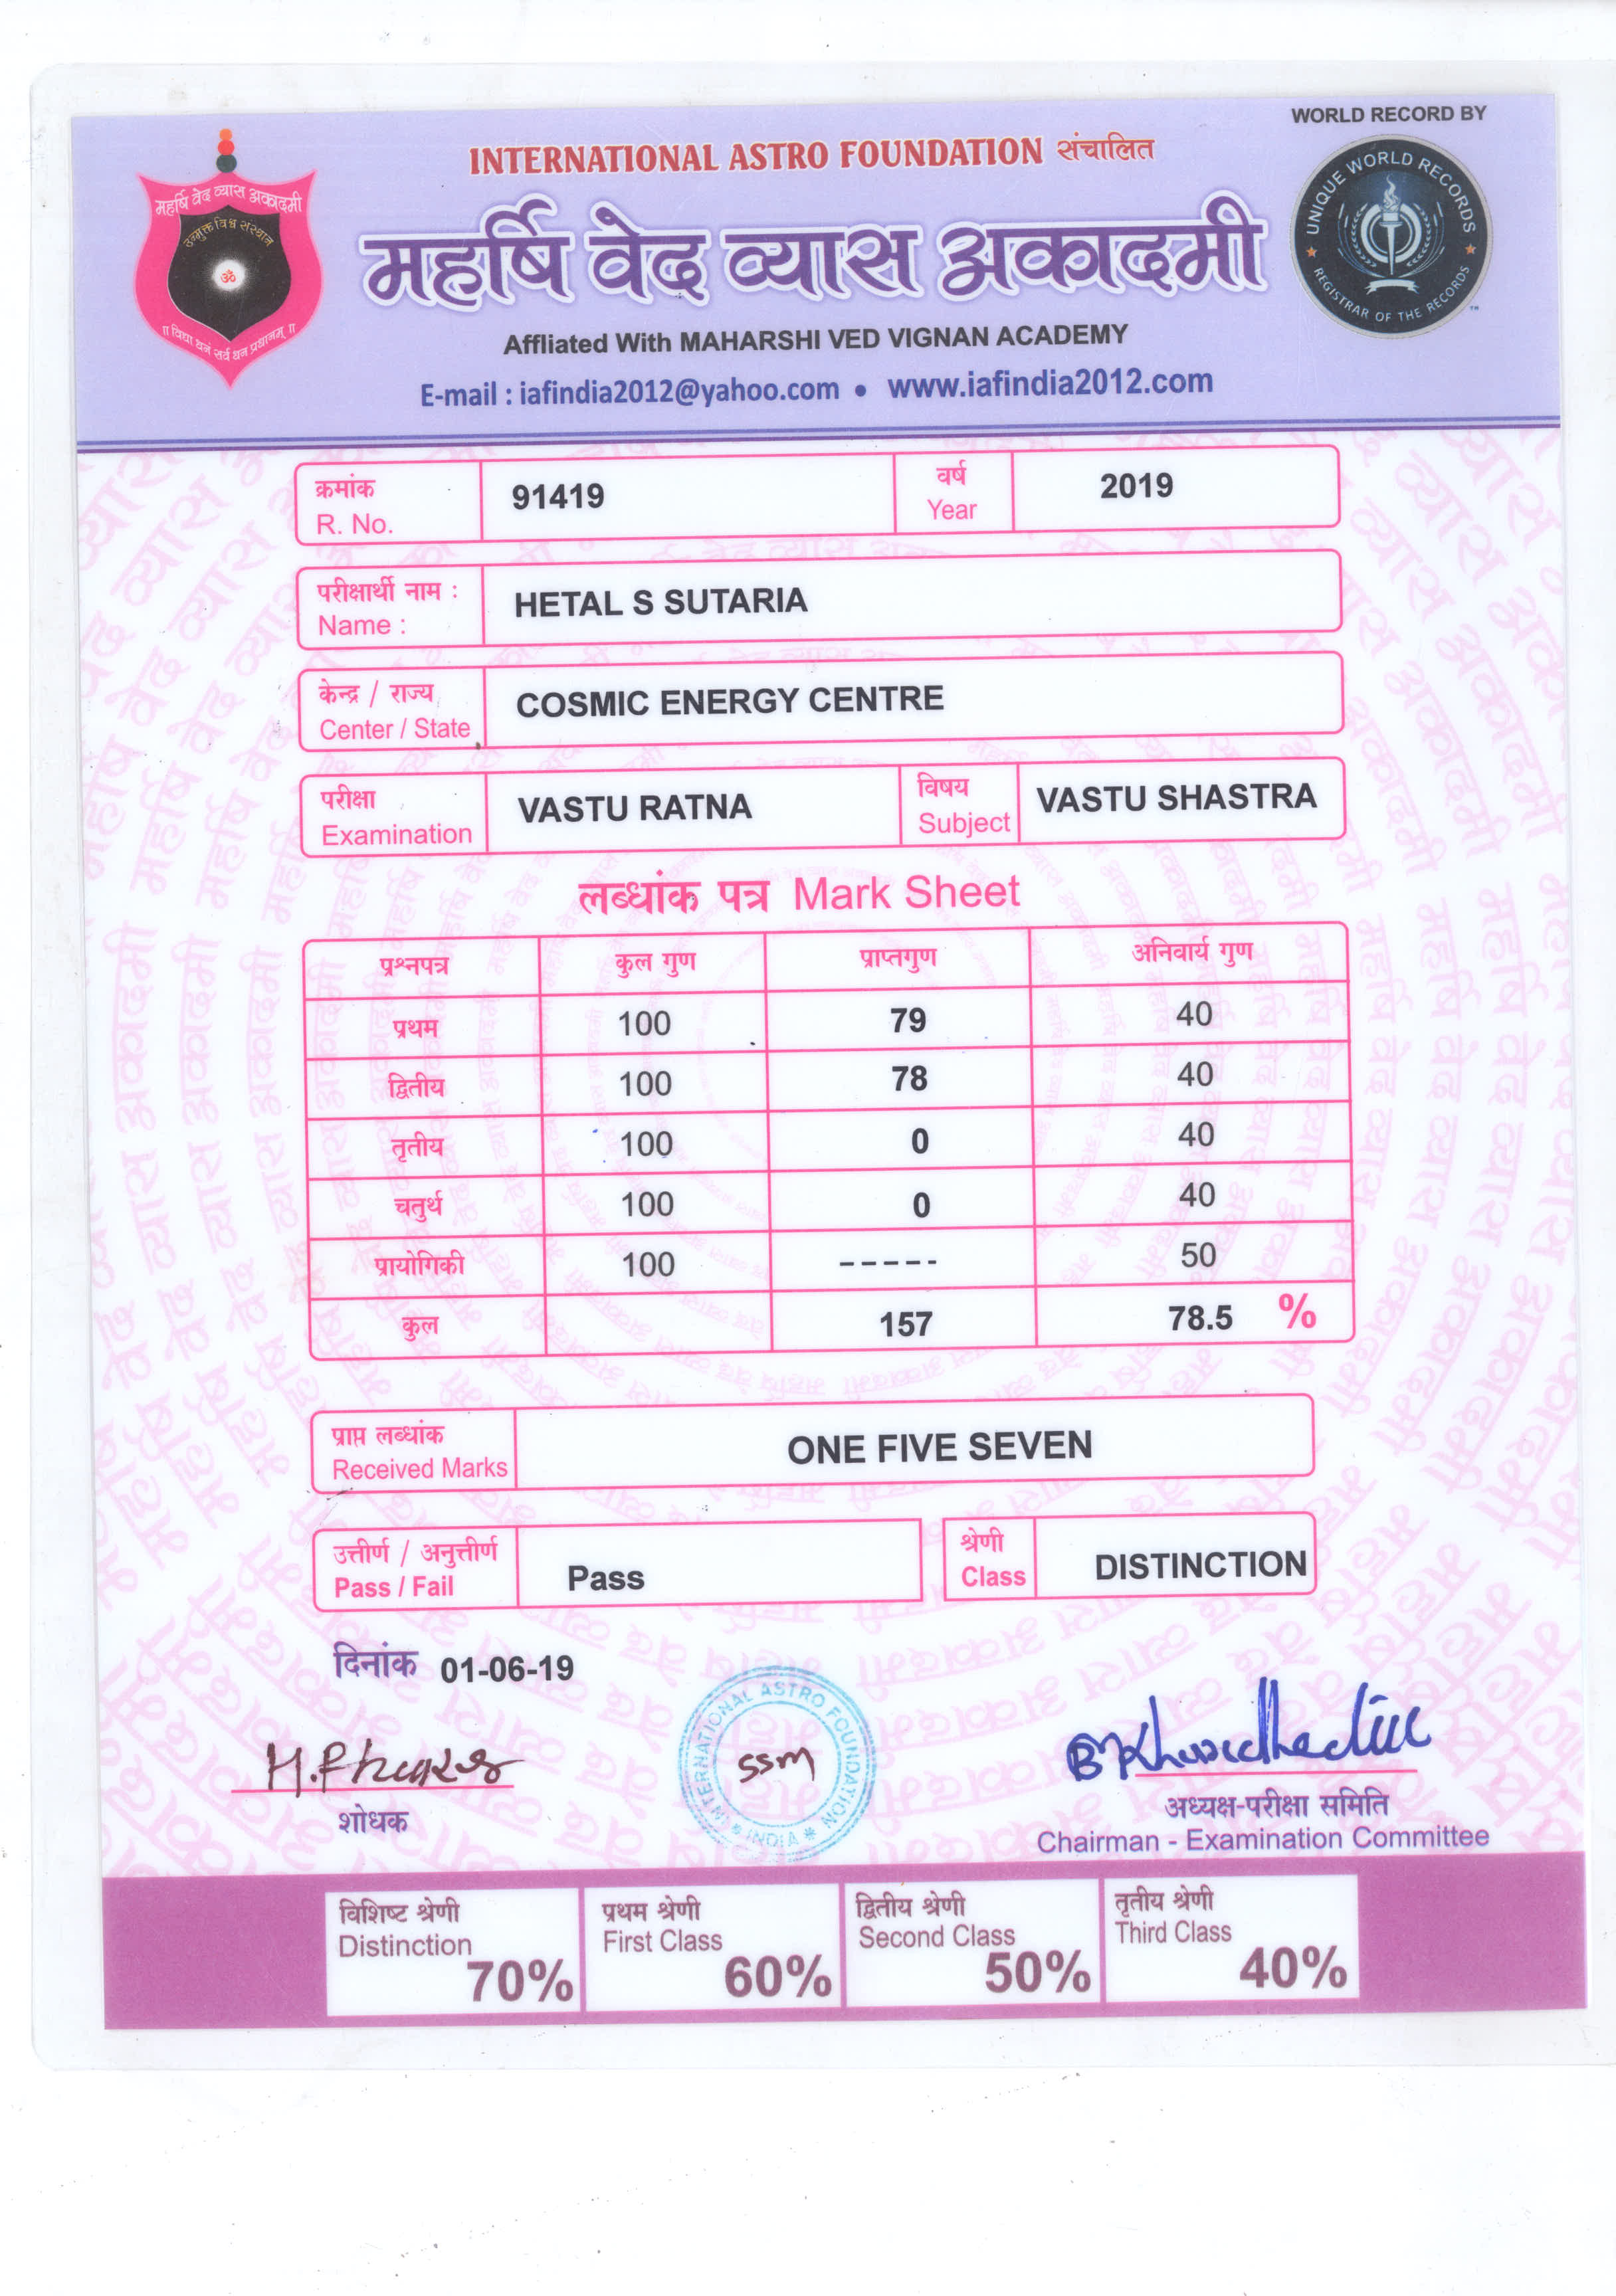 WORLD RECORD BY
INTERNATIONAL ASTRO FOUNDATION संचालित
महर्षि वेद व्यास अकादमी
उन्मुक्त विश्व संस्थान
ॐ
॥ विद्या धनं सर्व धन प्रधानम् ॥
UNIQUE WORLD RECORDS
REGISTRAR OF THE RECORDS
TM
महर्षि वेद व्यास अकादमी
Affliated With MAHARSHI VED VIGNAN ACADEMY
E-mail : iafindia2012@yahoo.com • www.iafindia2012.com
क्रमांक 91419 वर्ष 2019
R. No. Year
परीक्षार्थी नाम : HETAL S SUTARIA
Name :
केन्द्र / राज्य COSMIC ENERGY CENTRE
Center / State
परीक्षा VASTU RATNA विषय VASTU SHASTRA
Examination Subject
लब्धांक पत्र Mark Sheet
प्रश्नपत्र कुल गुण प्राप्तगुण अनिवार्य गुण
प्रथम 100 79 40
द्वितीय 100 78 40
तृतीय 100 0 40
चतुर्थ 100 0 40
प्रायोगिकी 100 ----- 50
कुल 157 78.5 %
प्राप्त लब्धांक ONE FIVE SEVEN
Received Marks
उत्तीर्ण / अनुत्तीर्ण Pass श्रेणी DISTINCTION
Pass / Fail Class
दिनांक 01-06-19
INTERNATIONAL ASTRO FOUNDATION
* INDIA *
SSM
शोधक
अध्यक्ष-परीक्षा समिति
Chairman - Examination Committee
विशिष्ट श्रेणी प्रथम श्रेणी द्वितीय श्रेणी तृतीय श्रेणी
Distinction First Class Second Class Third Class
70% 60% 50% 40%